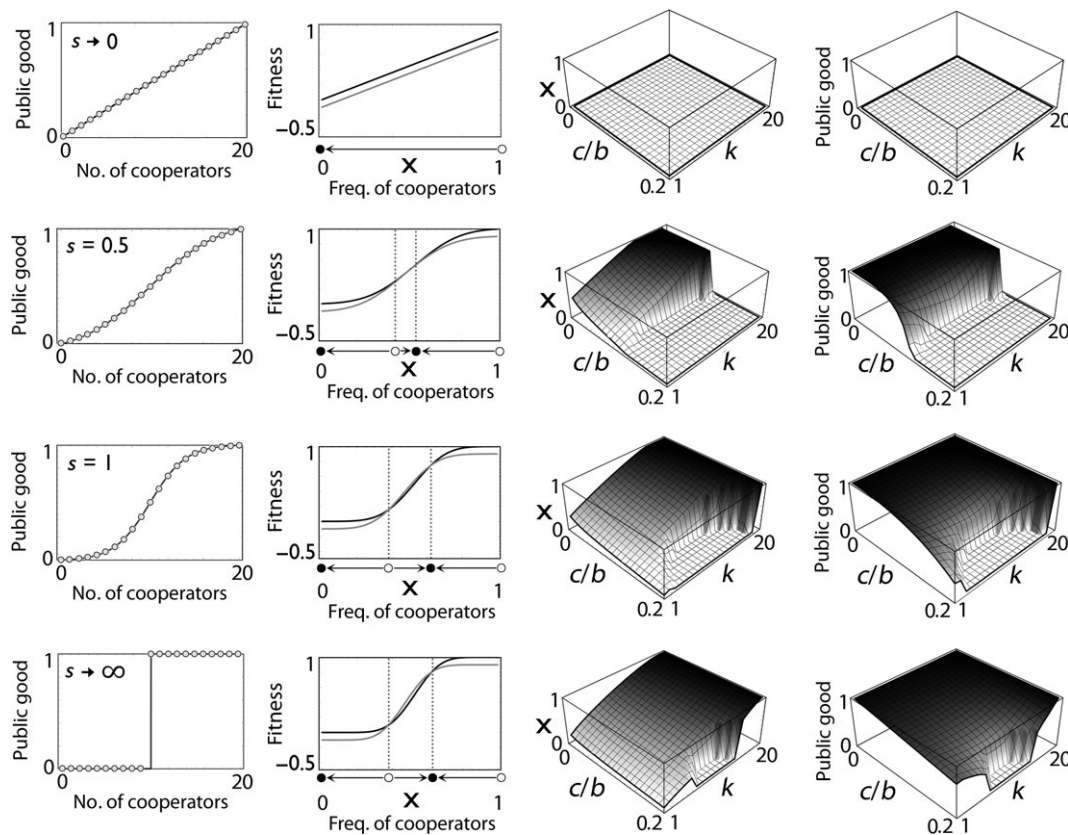 1
s → 0
Public good
0
0
20
No. of cooperators
Fitness
1
−0.5
0
x
1
Freq. of cooperators
1
x
0
0
c/b
0.2
1
k
20
Public good
1
0
0
c/b
0.2
1
k
20
1
s = 0.5
Public good
0
0
20
No. of cooperators
Fitness
1
−0.5
0
x
1
Freq. of cooperators
1
x
0
0
c/b
0.2
1
k
20
Public good
1
0
0
c/b
0.2
1
k
20
1
s = 1
Public good
0
0
20
No. of cooperators
Fitness
1
−0.5
0
x
1
Freq. of cooperators
1
x
0
0
c/b
0.2
1
k
20
Public good
1
0
0
c/b
0.2
1
k
20
1
s → ∞
Public good
0
0
20
No. of cooperators
Fitness
1
−0.5
0
x
1
Freq. of cooperators
1
x
0
0
c/b
0.2
1
k
20
Public good
1
0
0
c/b
0.2
1
k
20